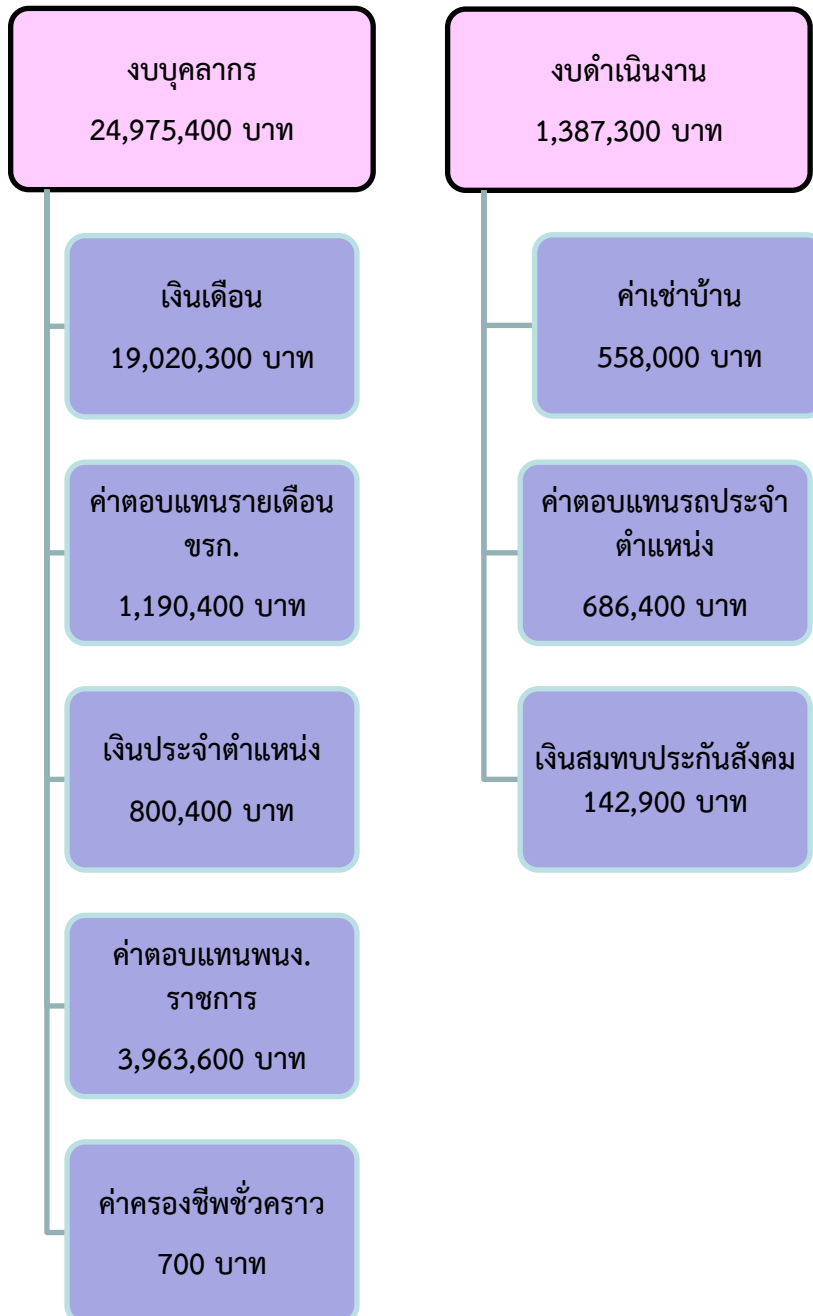 งบบุคลากร
24,975,400 บาท
เงินเดือน
19,020,300 บาท
ค่าตอบแทนรายเดือน
ขรก.
1,190,400 บาท
เงินประจำตำแหน่ง
800,400 บาท
ค่าตอบแทนพนง.
ราชการ
3,963,600 บาท
ค่าครองชีพชั่วคราว
700 บาท
งบดำเนินงาน
1,387,300 บาท
ค่าเช่าบ้าน
558,000 บาท
ค่าตอบแทนรถประจำ
ตำแหน่ง
686,400 บาท
เงินสมทบประกันสังคม
142,900 บาท